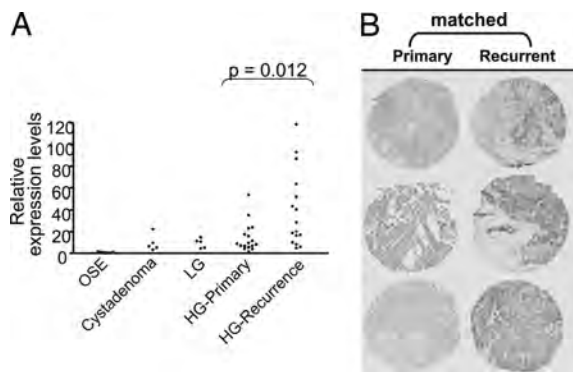 A
p = 0.012
Relative
expression levels
120
100
80
60
40
20
0
OSE
Cystadenoma
LG
HG-Primary
HG-Recurrence
B
matched
Primary Recurrent